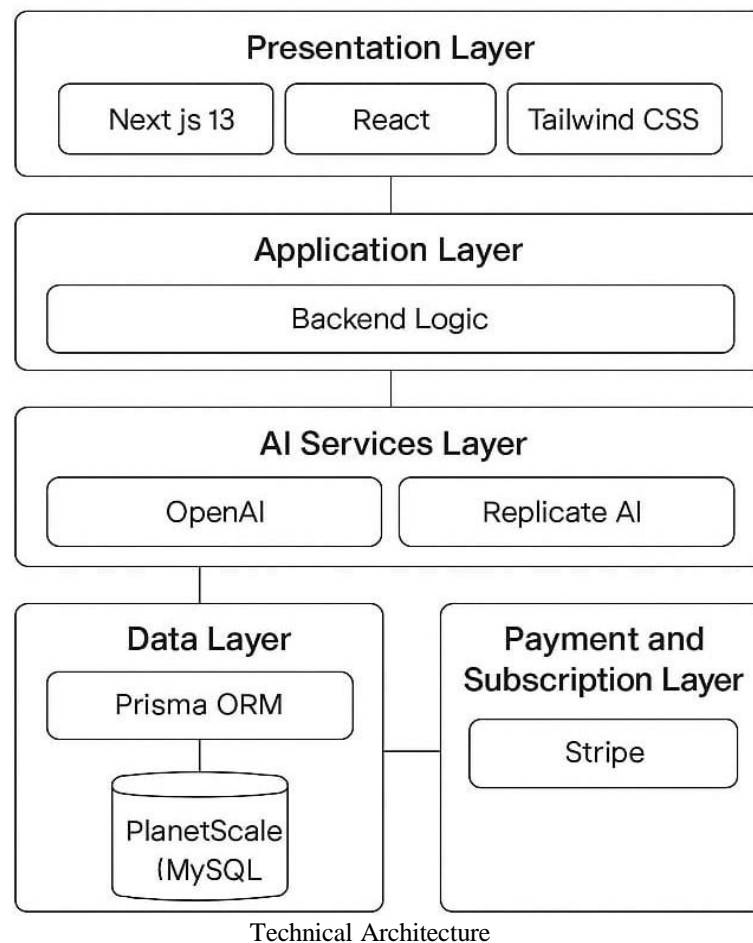 Presentation Layer
Next js 13
React
Tailwind CSS
Application Layer
Backend Logic
AI Services Layer
OpenAI
Replicate AI
Data Layer
Prisma ORM
PlanetScale
(MySQL
Payment and
Subscription Layer
Stripe
Technical Architecture